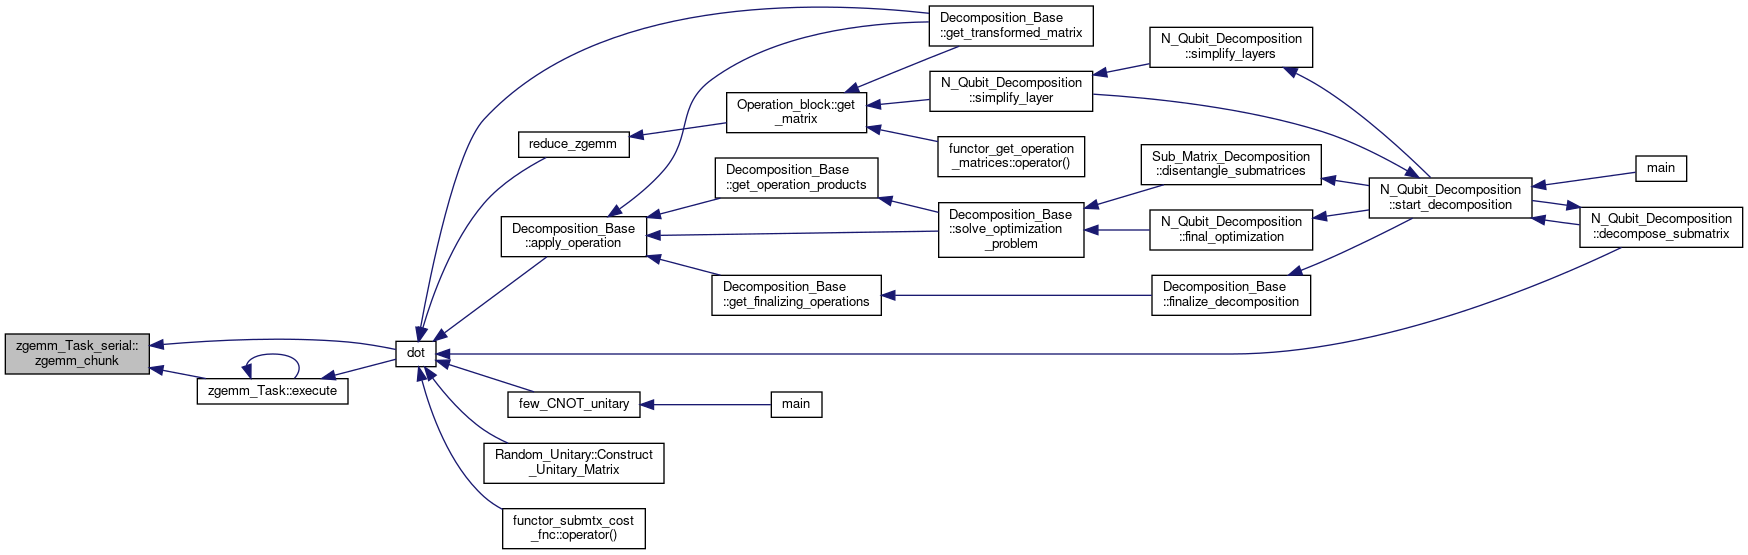 zgemm_Task_serial::
zgemm_chunk
zgemm_Task::execute
dot
Decomposition_Base
::get_transformed_matrix
reduce_zgemm
Operation_block::get
_matrix
N_Qubit_Decomposition
::simplify_layer
N_Qubit_Decomposition
::simplify_layers
functor_get_operation
_matrices::operator()
Decomposition_Base
::apply_operation
Decomposition_Base
::get_operation_products
Decomposition_Base
::solve_optimization
_problem
Decomposition_Base
::get_finalizing_operations
Sub_Matrix_Decomposition
::disentangle_submatrices
N_Qubit_Decomposition
::final_optimization
Decomposition_Base
::finalize_decomposition
N_Qubit_Decomposition
::start_decomposition
main
N_Qubit_Decomposition
::decompose_submatrix
few_CNOT_unitary
main
Random_Unitary::Construct
_Unitary_Matrix
functor_submtx_cost
_fnc::operator()